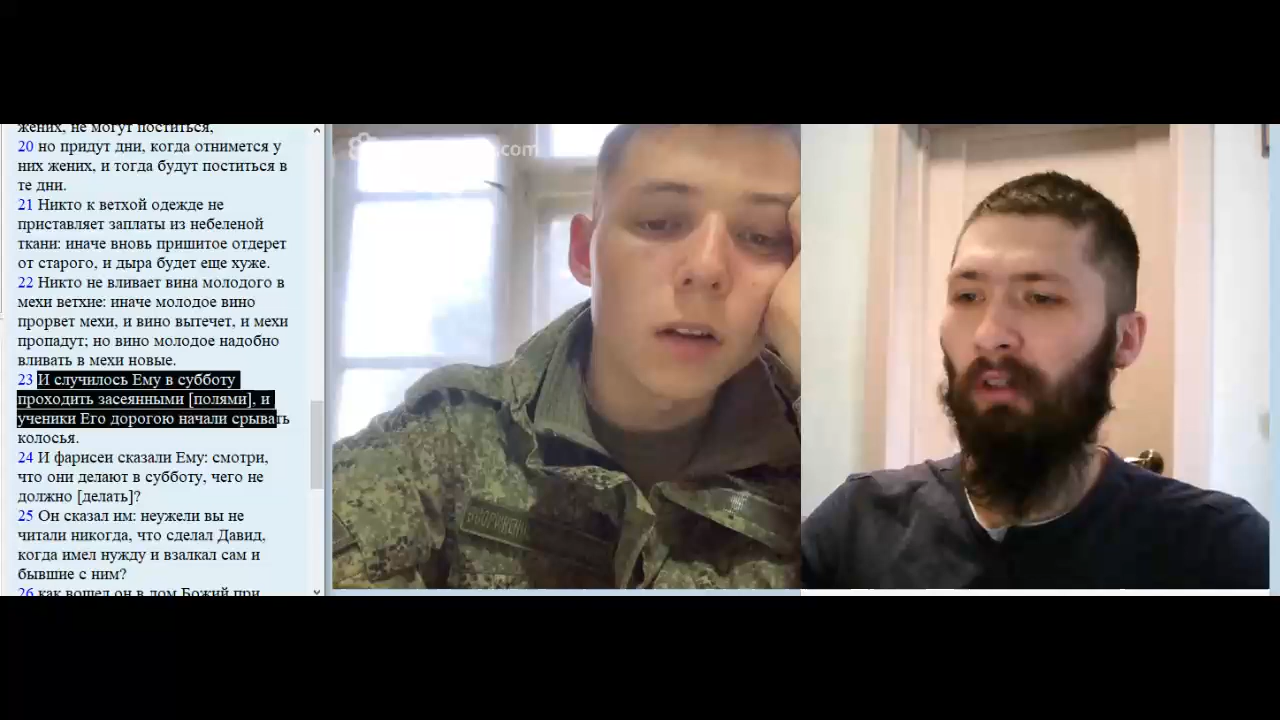 жених, не могут поститься,
20 но придут дни, когда отнимется у
них жених, и тогда будут поститься в
те дни.
21 Никто к ветхой одежде не
приставляет заплаты из небеленой
ткани: иначе вновь пришитое отдерет
от старого, и дыра будет еще хуже.
22 Никто не вливает вина молодого в
мехи ветхие: иначе молодое вино
прорвет мехи, и вино вытечет, и мехи
пропадут; но вино молодое надобно
вливать в мехи новые.
23 И случилось Ему в субботу
проходить засеянными [полями], и
ученики Его дорогою начали срывать
колосья.
24 И фарисеи сказали Ему: смотри,
что они делают в субботу, чего не
должно [делать]?
25 Он сказал им: неужели вы не
читали никогда, что сделал Давид,
когда имел нужду и взалкал сам и
бывшие с ним?
26 как вошел он в дом Божий при
.com